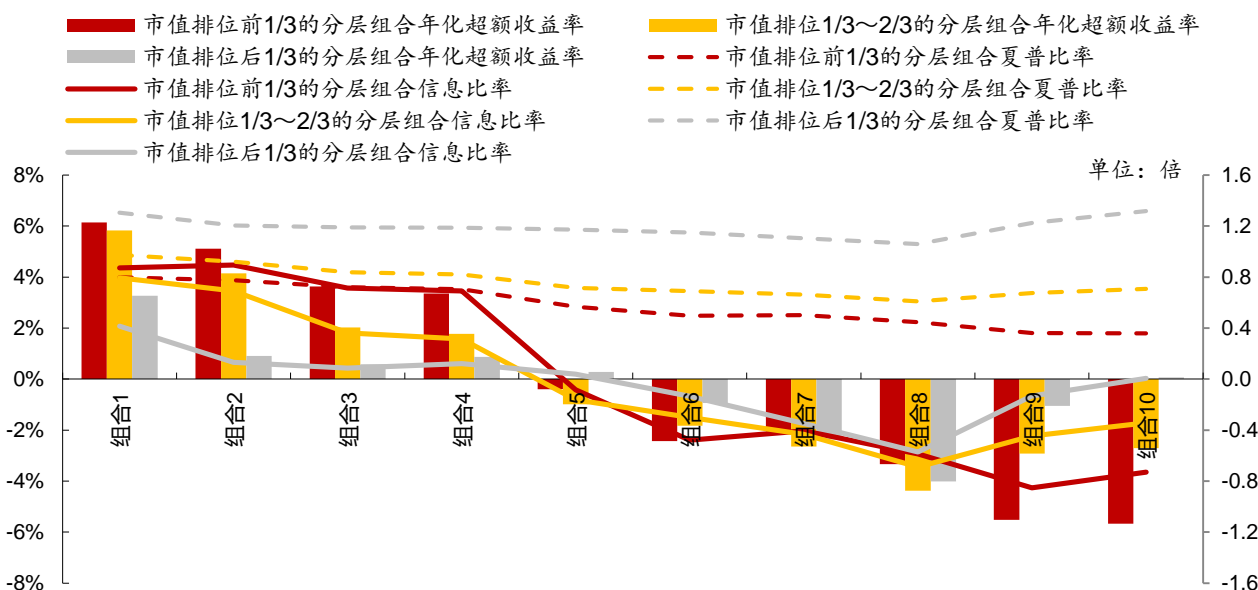 市值排位前1/3的分层组合年化超额收益率
市值排位1/3～2/3的分层组合年化超额收益率
市值排位后1/3的分层组合年化超额收益率
市值排位前1/3的分层组合夏普比率
市值排位前1/3的分层组合信息比率
市值排位1/3～2/3的分层组合夏普比率
市值排位1/3～2/3的分层组合信息比率
市值排位后1/3的分层组合夏普比率
市值排位后1/3的分层组合信息比率
单位：倍
8%
6%
4%
2%
0%
-2%
-4%
-6%
-8%
1.6
1.2
0.8
0.4
0.0
-0.4
-0.8
-1.2
-1.6
组合1
组合2
组合3
组合4
组合5
组合6
组合7
组合8
组合9
组合10